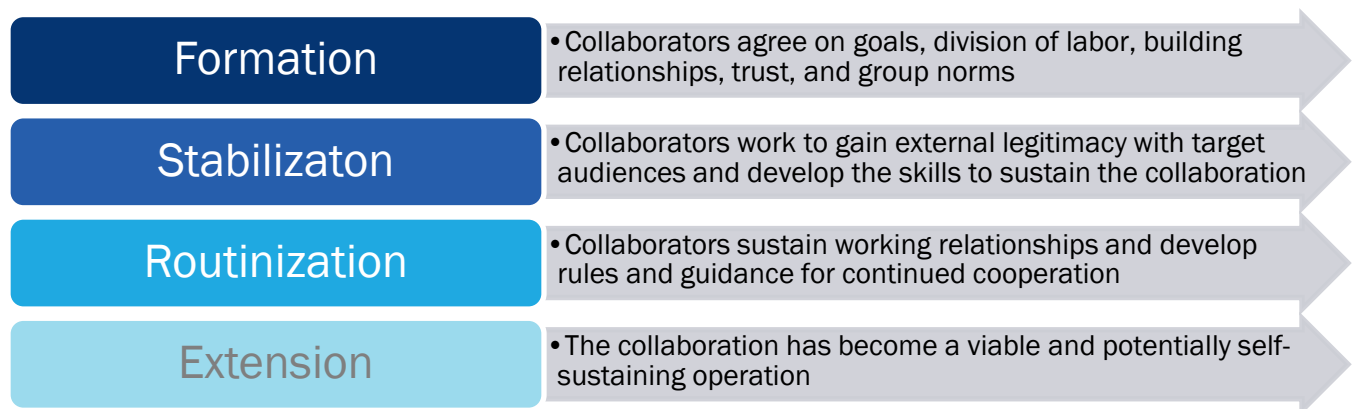 Formation
•Collaborators agree on goals, division of labor, building
relationships, trust, and group norms
Stabilizaton
•Collaborators work to gain external legitimacy with target
audiences and develop the skills to sustain the collaboration
Routinization
•Collaborators sustain working relationships and develop
rules and guidance for continued cooperation
Extension
•The collaboration has become a viable and potentially self-
sustaining operation